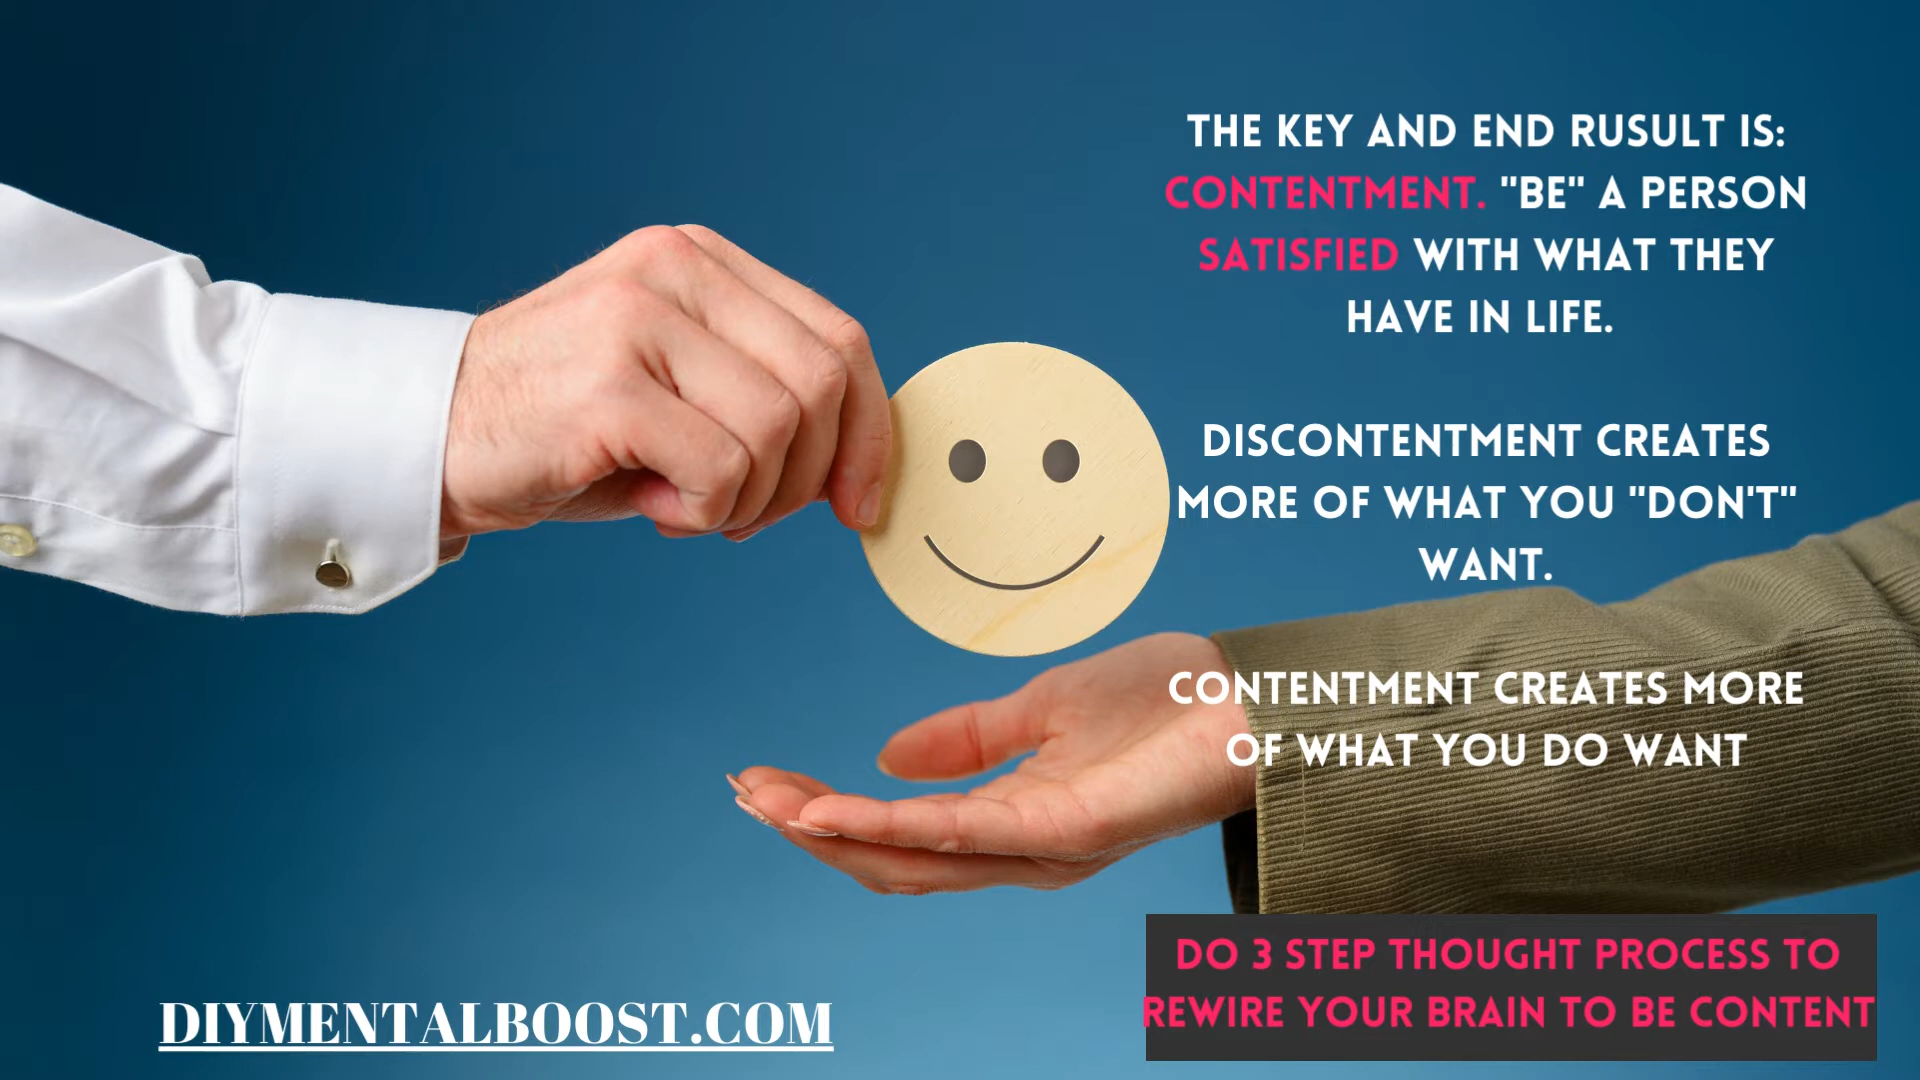 THE KEY AND END RUSULT IS:
CONTENTMENT. "BE" A PERSON
SATISFIED WITH WHAT THEY
HAVE IN LIFE.
DISCONTENTMENT CREATES
MORE OF WHAT YOU "DON'T"
WANT.
CONTENTMENT CREATES MORE
OF WHAT YOU DO WANT
DO 3 STEP THOUGHT PROCESS TO
REWIRE YOUR BRAIN TO BE CONTENT
DIYMENTALBOOST.COM